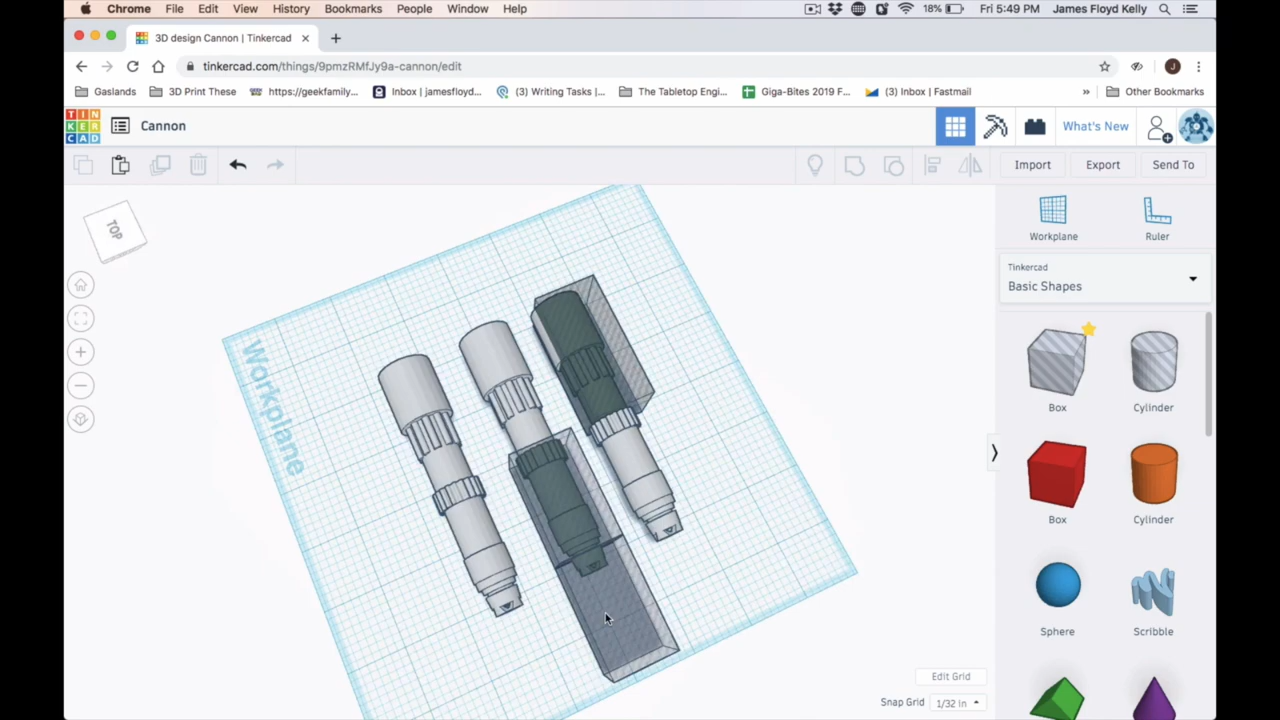 Chrome File Edit View History Bookmarks People Window Help 18% Fri 5:49 PM James Floyd Kelly
3D design Cannon | Tinkercad
tinkercad.com/things/9pmzRMfJy9a-cannon/edit
Gaslands 3D Print These https://geekfamily... Inbox | jamesfloyd... (3) Writing Tasks |... The Tabletop Engi... Giga-Bites 2019 F... (3) Inbox | Fastmail » Other Bookmarks
TIN
KER
CAD
Cannon
What's New
Import Export Send To
TOP
Workplane Ruler
Tinkercad
Basic Shapes
Workplane
Box Cylinder
Box Cylinder
Sphere Scribble
Edit Grid
Snap Grid 1/32 in
J